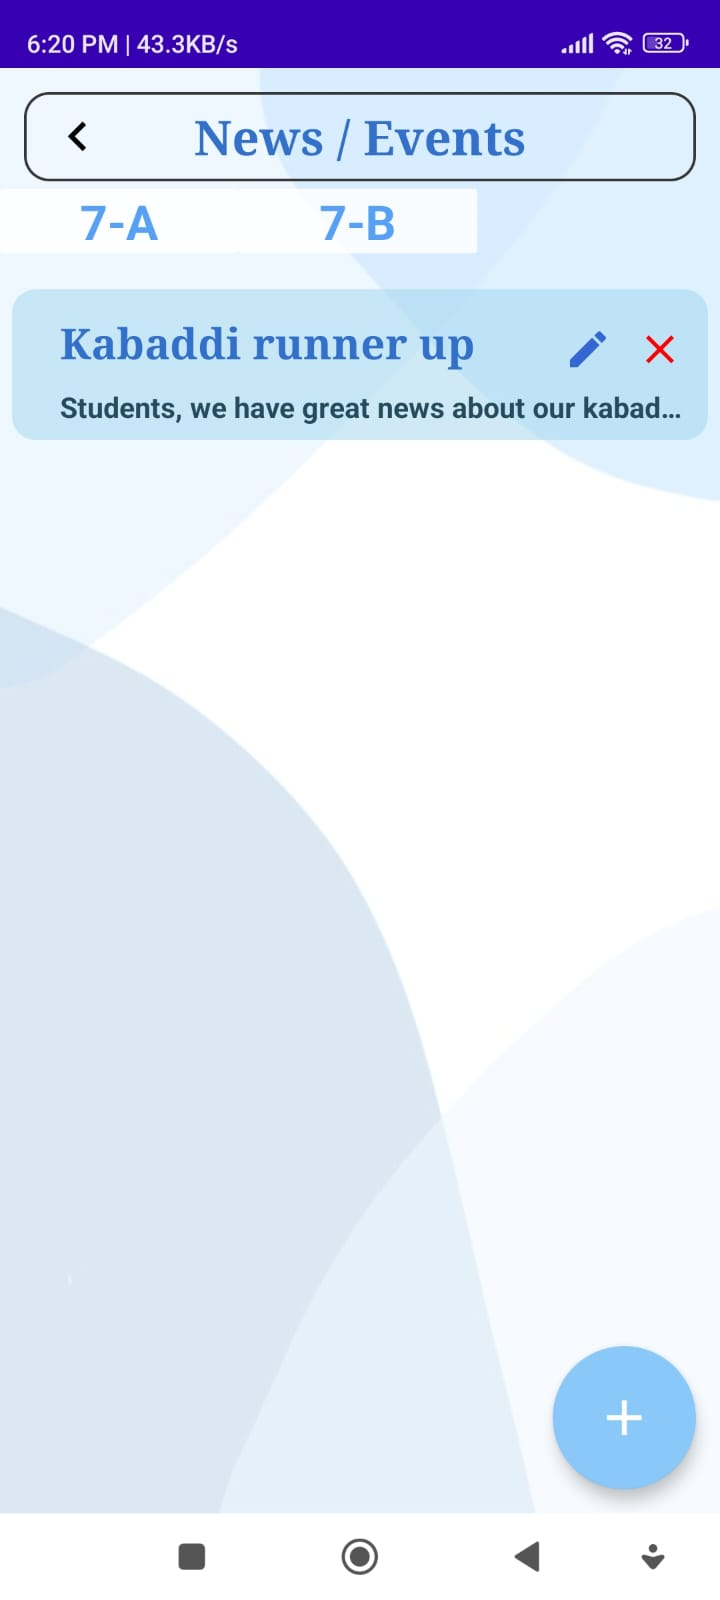 6:20 PM | 43.3KB/s 32
News / Events
7-A 7-B
Kabaddi runner up
Students, we have great news about our kabad...